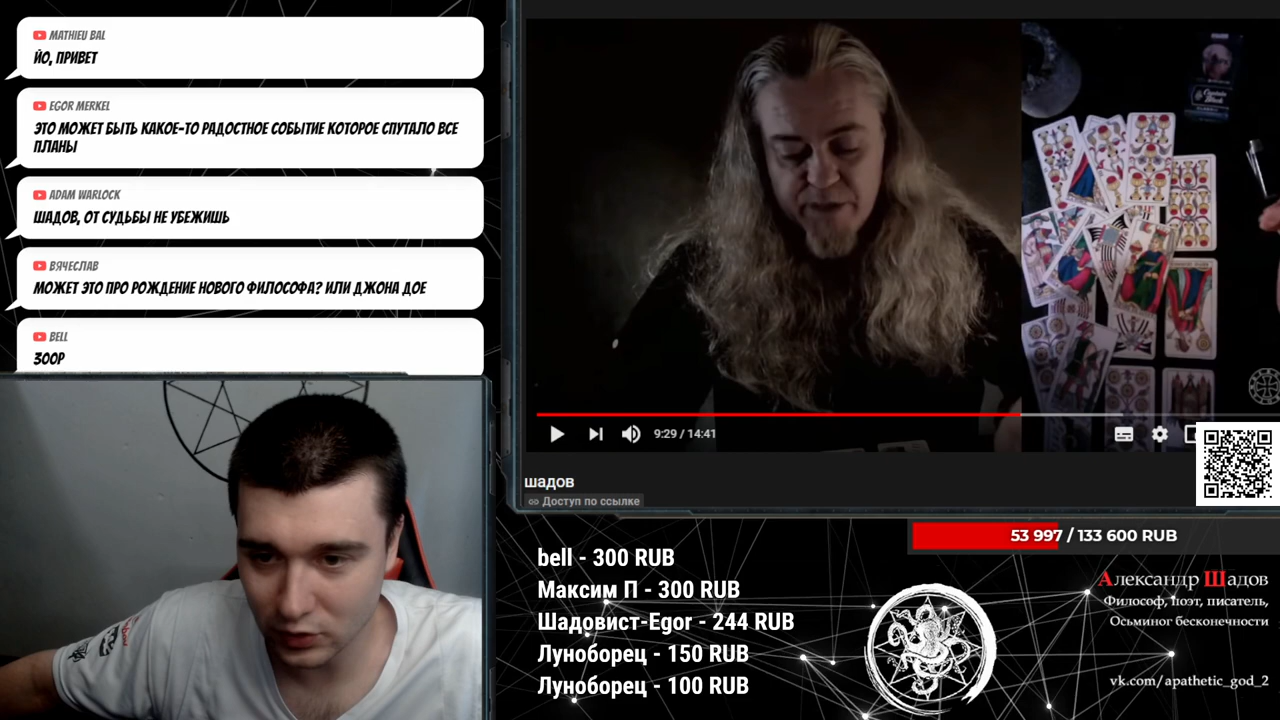 MATHIEU BAL
ЙО, ПРИВЕТ
EGOR MERKEL
ЭТО МОЖЕТ БЫТЬ КАКОЕ-ТО РАДОСТНОЕ СОБЫТИЕ КОТОРОЕ СПУТАЛО ВСЕ
ПЛАНЫ
ADAM WARLOCK
ШАДОВ, ОТ СУДЬБЫ НЕ УБЕЖИШЬ
ВЯЧЕСЛАВ
МОЖЕТ ЭТО ПРО РОЖДЕНИЕ НОВОГО ФИЛОСОФА? ИЛИ ДЖОНА ДОЕ
BELL
300Р
9:29 / 14:41
шадов
Доступ по ссылке
53 997 / 133 600 RUB
bell - 300 RUB
Максим П - 300 RUB
Шадовист-Egor - 244 RUB
Луноборец - 150 RUB
Луноборец - 100 RUB
Александр Шадов
Философ, поэт, писатель,
Осьминог бесконечности
vk.com/apathetic_god_2